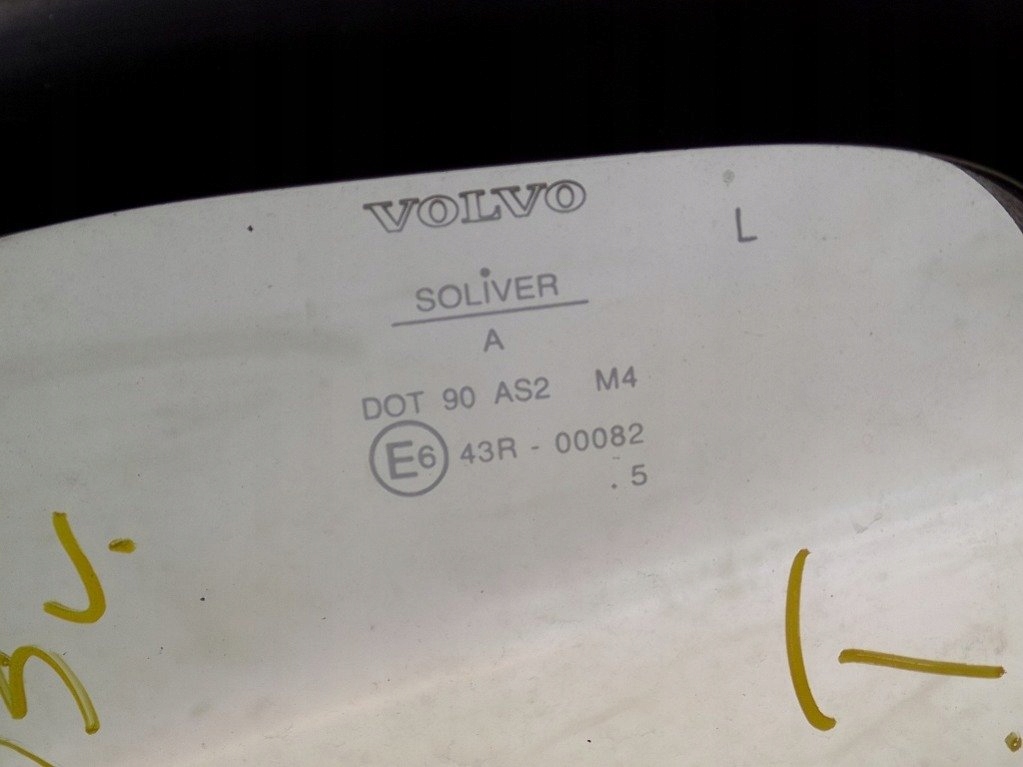 VOLVO
L
SOLiVER
A
DOT 90 AS2 M4
E6 43R - 00082
. 5